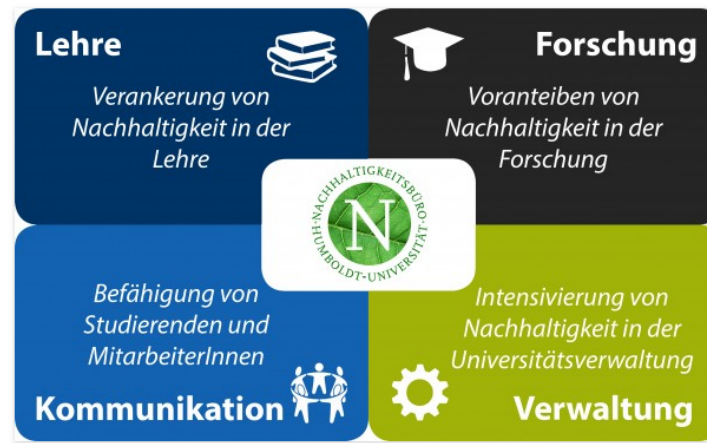 Lehre
Verankerung von
Nachhaltigkeit in der
Lehre
Forschung
Voranteiben von
Nachhaltigkeit in der
Forschung
NACHHALTIGKEITSBÜRO·
HUMBOLDT-UNIVERSITÄT·
N
Befähigung von
Studierenden und
MitarbeiterInnen
Kommunikation
Intensivierung von
Nachhaltigkeit in der
Universitätsverwaltung
Verwaltung